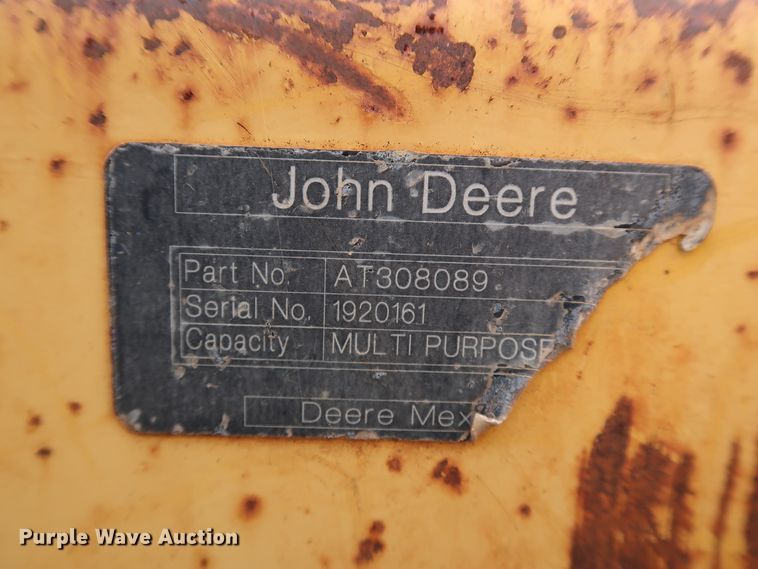 John Deere
Part No. AT308089
Serial No. 1920161
Capacity MULTI PURPOSE
Deere Mex
Purple Wave Auction